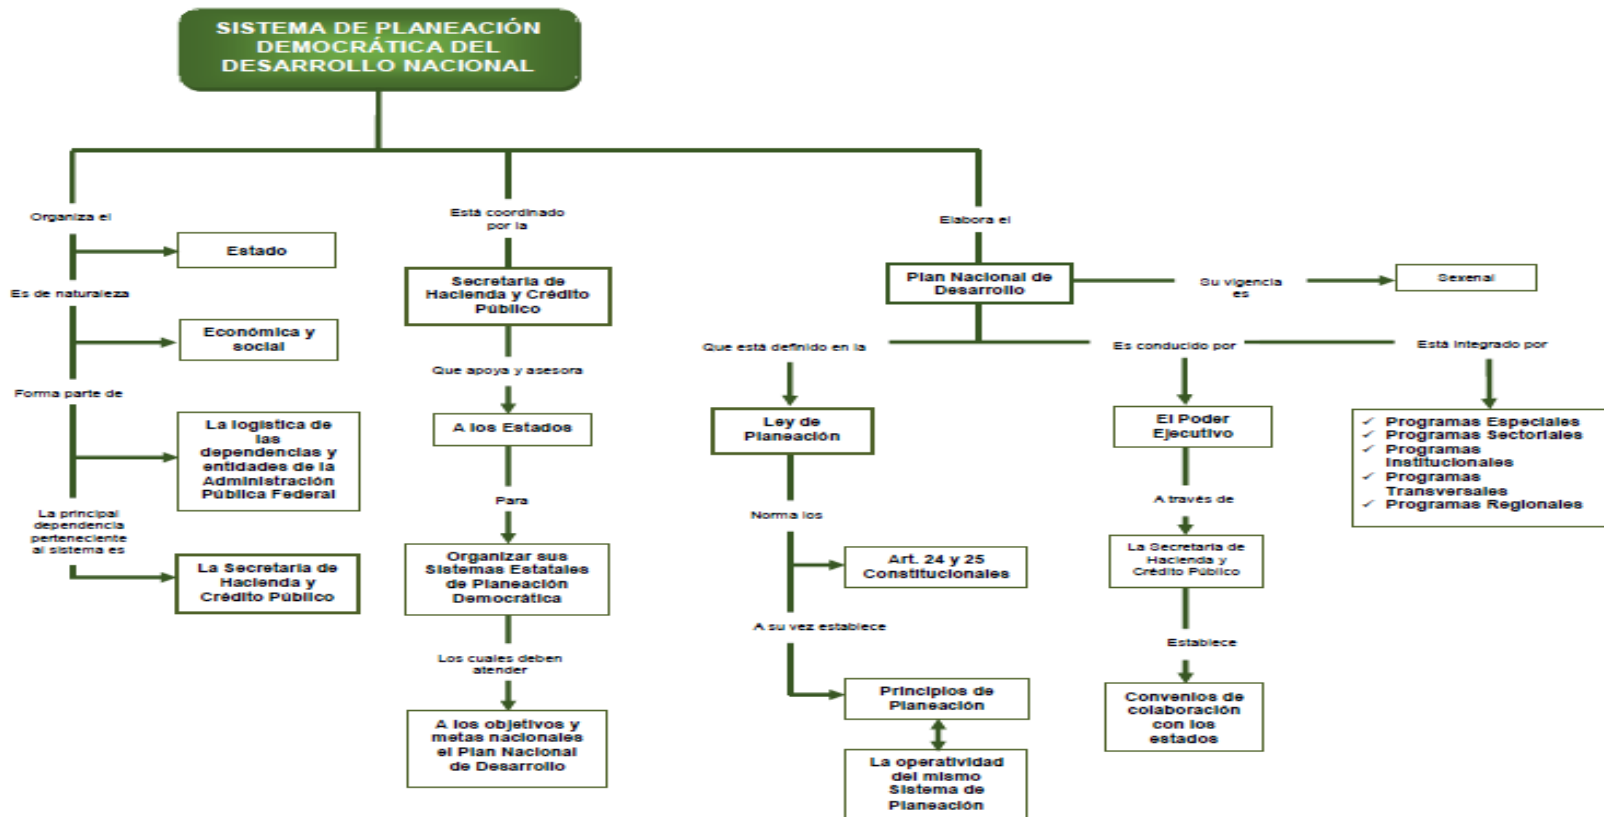 SISTEMA DE PLANEACIÓN
DEMOCRÁTICA DEL
DESARROLLO NACIONAL
Organiza el
Estado
Es de naturaleza
Económica y
social
Forma parte de
La logística de
las
dependencias y
entidades de la
Administración
Pública Federal
La principal
dependencia
perteneciente
al sistema es
La Secretaría de
Hacienda y
Crédito Público
Está coordinado
por la
Secretaría de
Hacienda y Crédito
Público
Que apoya y asesora
A los Estados
Para
Organizar sus
Sistemas Estatales
de Planeación
Democrática
Los cuales deben
atender
A los objetivos y
metas nacionales
el Plan Nacional
de Desarrollo
Elabora el
Plan Nacional de
Desarrollo
Su vigencia
es
Sexenal
Que está definido en la
Ley de
Planeación
Norma los
Art. 24 y 25
Constitucionales
A su vez establece
Principios de
Planeación
La operatividad
del mismo
Sistema de
Planeación
Es conducido por
El Poder
Ejecutivo
A través de
La Secretaría de
Hacienda y
Crédito Público
Establece
Convenios de
colaboración
con los
estados
Está integrado por
✓ Programas Especiales
✓ Programas Sectoriales
✓ Programas
Institucionales
✓ Programas
Transversales
✓ Programas Regionales